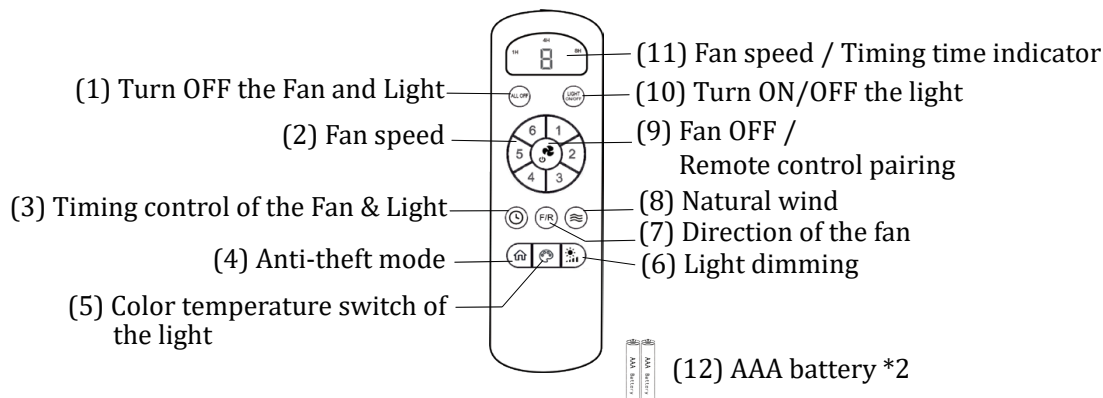 4H
1H
8H
8
(11) Fan speed / Timing time indicator
(1) Turn OFF the Fan and Light
ALL OFF
LIGHT
ON/OFF
(10) Turn ON/OFF the light
(2) Fan speed
6
1
5
2
4
3
(9) Fan OFF /
Remote control pairing
(3) Timing control of the Fan & Light
F/R
(8) Natural wind
(7) Direction of the fan
(4) Anti-theft mode
(6) Light dimming
(5) Color temperature switch of
the light
AAA Battery
AAA Battery
(12) AAA battery *2